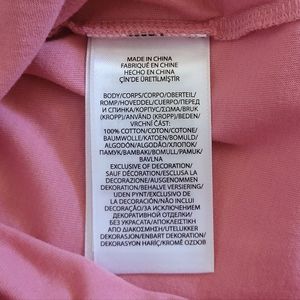 MADE IN CHINA
FABRIQUÉ EN CHINE
HECHO EN CHINA
ÇİN'DE ÜRETİLMİŞTİR
BODY/CORPS/CORPO/OBERTEIL/
ROMP/HOVEDDEL/CUERPO/ПЕРЕД
И СПИНКА/KORPUS/ΣΩΜΑ/BRUK
(KROPP)/ANVÄND (KROPP)/BEDEN/
VRCHNÍ ČÁST:
100% COTTON/COTON/COTONE/
BAUMWOLLE/KATOEN/BOMULD/
ALGODÓN/ALGODÃO/ХЛОПОК/
PAMUK/ΒΑΜΒΑΚΙ/BOMULL/PAMUK/
BAVLNA
EXCLUSIVE OF DECORATION/
SAUF DÉCORATION/ESCLUSA LA
DECORAZIONE/AUSGENOMMEN
DEKORATION/BEHALVE VERSIERING/
UDEN PYNT/EXCLUSIVO DE
LA DECORACIÓN/NÃO INCLUI
DECORAÇÃO/ЗА ИСКЛЮЧЕНИЕМ
ДЕКОРАТИВНОЙ ОТДЕЛКИ/
БЕЗ УКРАСАТА/ΑΠΟΚΛΕΙΣΤΙΚΗ
ΑΠΟ ΔΙΑΚΟΣΜΗΣΗ/UTELUKKER
DEKORASJON/ENBART DEKORATION/
DEKORASYON HARİÇ/KROMĚ OZDOB